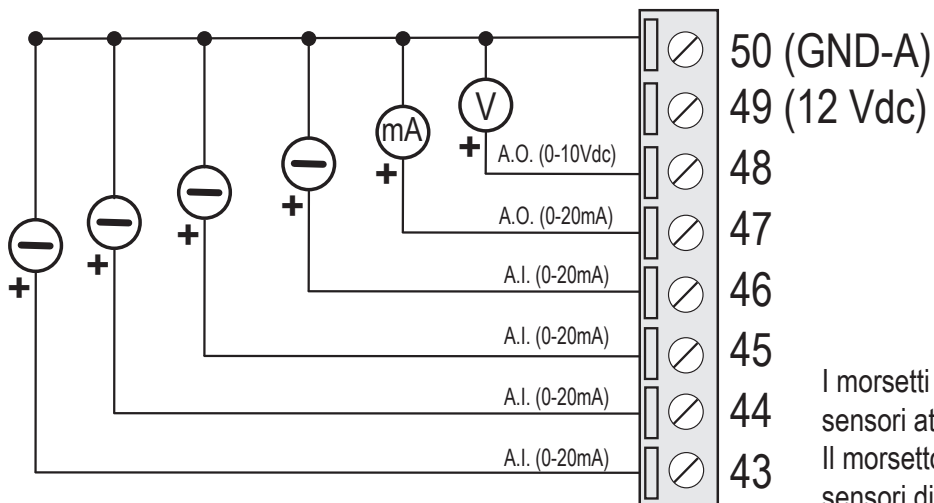 50 (GND-A)
49 (12 Vdc)
V
mA
+
A.O. (0-10Vdc)
48
+
+
A.O. (0-20mA)
47
+
+
A.I. (0-20mA)
46
+
A.I. (0-20mA)
45
I morsetti
A.I. (0-20mA)
44
sensori
A.I. (0-20mA)
43
Il morsetto
sensori di